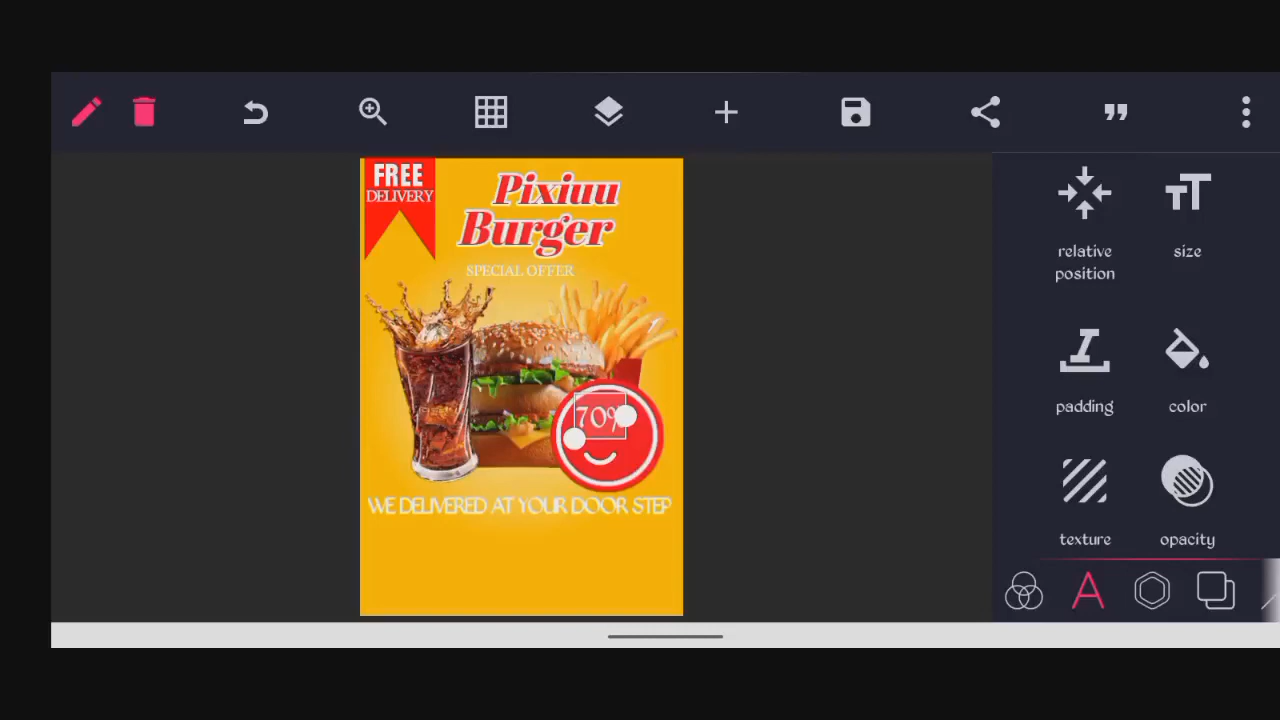 FREE
DELIVERY
Pixiuu
Burger
SPECIAL OFFER
70%
WE DELIVERED AT YOUR DOOR STEP
relative
position
size
padding
color
texture
opacity